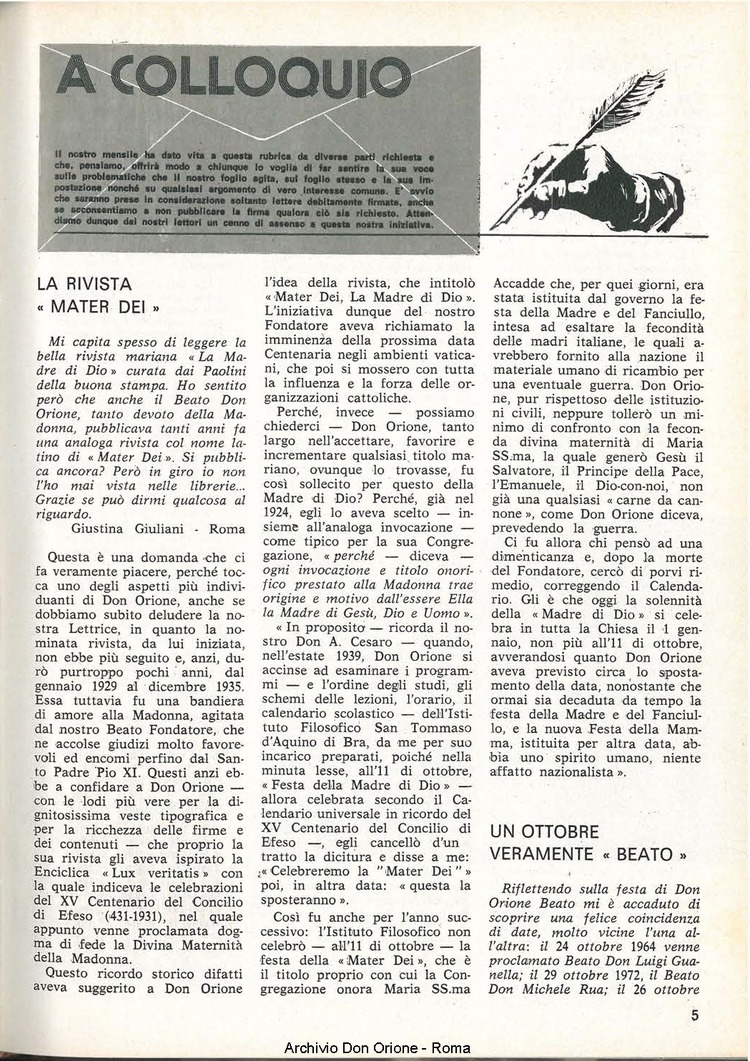 A COLLOQUIO
Il nostro mensile ha dato vita a questa rubrica da diverse parti richiesta e
che, pensiamo, offrirà modo a chiunque lo voglia di far sentire la sua voce
sulle problematiche che il nostro foglio agita, sul foglio stesso e la sua im-
postazione nonché su qualsiasi argomento di vero interesse comune. E' ovvio
che saranno prese in considerazione soltanto lettere debitamente firmate, anche
se acconsentiamo a non pubblicare la firma qualora ciò sia richiesto. Atten-
diamo dunque dai nostri lettori un cenno di assenso a questa nostra iniziativa.
LA RIVISTA
« MATER DEI »
Mi capita spesso di leggere la
bella rivista mariana « La Ma-
dre di Dio » curata dai Paolini
della buona stampa. Ho sentito
però che anche il Beato Don
Orione, tanto devoto della Ma-
donna, pubblicava tanti anni fa
una analoga rivista col nome la-
tino di « Mater Dei ». Si pubbli-
ca ancora? Però in giro io non
l'ho mai vista nelle librerie...
Grazie se può dirmi qualcosa al
riguardo.
Giustina Giuliani - Roma
Questa è una domanda che ci
fa veramente piacere, perché toc-
ca uno degli aspetti più indivi-
duanti di Don Orione, anche se
dobbiamo subito deludere la no-
stra Lettrice, in quanto la no-
minata rivista, da lui iniziata,
non ebbe più seguito e, anzi, du-
rò purtroppo pochi anni, dal
gennaio 1929 al dicembre 1935.
Essa tuttavia fu una bandiera
di amore alla Madonna, agitata
dal nostro Beato Fondatore, che
ne accolse giudizi molto favore-
voli ed encomi perfino dal San-
to Padre Pio XI. Questi anzi eb-
be a confidare a Don Orione —
con le lodi più vere per la di-
gnitosissima veste tipografica e
per la ricchezza delle firme e
dei contenuti — che proprio la
sua rivista gli aveva ispirato la
Enciclica « Lux veritatis » con
la quale indiceva le celebrazioni
del XV Centenario del Concilio
di Efeso (431-1931), nel quale
appunto venne proclamata dog-
ma di fede la Divina Maternità
della Madonna.
Questo ricordo storico difatti
aveva suggerito a Don Orione
l'idea della rivista, che intitolò
« Mater Dei, La Madre di Dio ».
L'iniziativa dunque del nostro
Fondatore aveva richiamato la
imminenza della prossima data
Centenaria negli ambienti vatica-
ni, che poi si mossero con tutta
la influenza e la forza delle or-
ganizzazioni cattoliche.
Perché, invece — possiamo
chiederci — Don Orione, tanto
largo nell'accettare, favorire e
incrementare qualsiasi titolo ma-
riano, ovunque lo trovasse, fu
così sollecito per questo della
Madre di Dio? Perché, già nel
1924, egli lo aveva scelto — in-
sieme all'analoga invocazione —
come tipico per la sua Congre-
gazione, « perché — diceva —
ogni invocazione e titolo onori-
fico prestato alla Madonna trae
origine e motivo dall'essere Ella
la Madre di Gesù, Dio e Uomo ».
« In proposito — ricorda il no-
stro Don A. Cesaro — quando,
nell'estate 1939, Don Orione si
accinse ad esaminare i program-
mi — e l'ordine degli studi, gli
schemi delle lezioni, l'orario, il
calendario scolastico — dell'Isti-
tuto Filosofico San Tommaso
d'Aquino di Bra, da me per suo
incarico preparati, poiché nella
minuta lesse, all'11 di ottobre,
« Festa della Madre di Dio » —
allora celebrata secondo il Ca-
lendario universale in ricordo del
XV Centenario del Concilio di
Efeso —, egli cancellò d'un
tratto la dicitura e disse a me:
« Celebreremo la "Mater Dei" »
poi, in altra data: « questa la
sposteranno ».
Così fu anche per l'anno suc-
cessivo: l'Istituto Filosofico non
celebrò — all'11 di ottobre — la
festa della « Mater Dei », che è
il titolo proprio con cui la Con-
gregazione onora Maria SS.ma
Accadde che, per quei giorni, era
stata istituita dal governo la fe-
sta della Madre e del Fanciullo,
intesa ad esaltare la fecondità
delle madri italiane, le quali a-
vrebbero fornito alla nazione il
materiale umano di ricambio per
una eventuale guerra. Don Orio-
ne, pur rispettoso delle istituzio-
ni civili, neppure tollerò un mi-
nimo di confronto con la fecon-
da divina maternità di Maria
SS.ma, la quale generò Gesù il
Salvatore, il Principe della Pace,
l'Emanuele, il Dio-con-noi, non
già una qualsiasi « carne da can-
none », come Don Orione diceva,
prevedendo la guerra.
Ci fu allora chi pensò ad una
dimenticanza e, dopo la morte
del Fondatore, cercò di porvi ri-
medio, correggendo il Calenda-
rio. Gli è che oggi la solennità
della « Madre di Dio » si cele-
bra in tutta la Chiesa il 1 gen-
naio, non più all'11 di ottobre,
avverandosi quanto Don Orione
aveva previsto circa lo sposta-
mento della data, nonostante che
ormai sia decaduta da tempo la
festa della Madre e del Fanciul-
lo, e la nuova Festa della Mam-
ma, istituita per altra data, ab-
bia uno spirito umano, niente
affatto nazionalista ».
UN OTTOBRE
VERAMENTE « BEATO »
Riflettendo sulla festa di Don
Orione Beato mi è accaduto di
scoprire una felice coincidenza
di date, molto vicine l'una al-
l'altra: il 24 ottobre 1964 venne
proclamato Beato Don Luigi Gua-
nella; il 29 ottobre 1972, il Beato
Don Michele Rua; il 26 ottobre
5
Archivio Don Orione - Roma